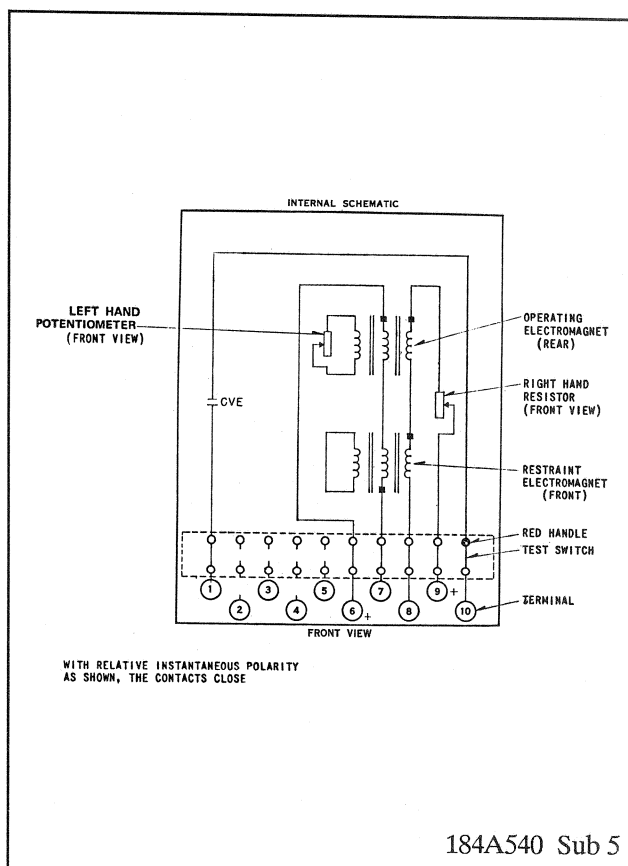 INTERNAL SCHEMATIC
LEFT HAND
POTENTIOMETER
(FRONT VIEW)
OPERATING
ELECTROMAGNET
(REAR)
RIGHT HAND
RESISTOR
(FRONT VIEW)
CVE
RESTRAINT
ELECTROMAGNET
(FRONT)
RED HANDLE
TEST SWITCH
1
3
5
7
9 +
2
4
6 +
8
10
TERMINAL
FRONT VIEW
WITH RELATIVE INSTANTANEOUS POLARITY
AS SHOWN, THE CONTACTS CLOSE
184A540 Sub 5